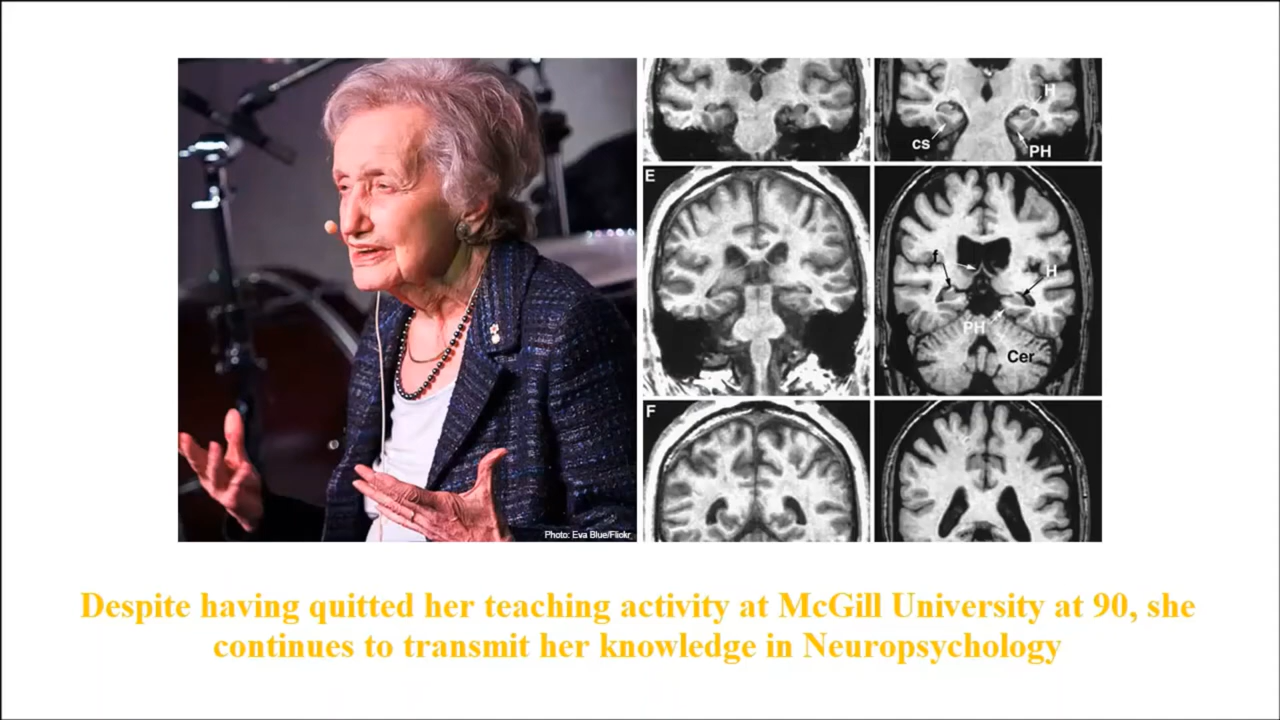 H
cs
PH
E
f
H
PH
Cer
F
Photo: Eva Blue/Flickr
Despite having quitted her teaching activity at McGill University at 90, she
continues to transmit her knowledge in Neuropsychology